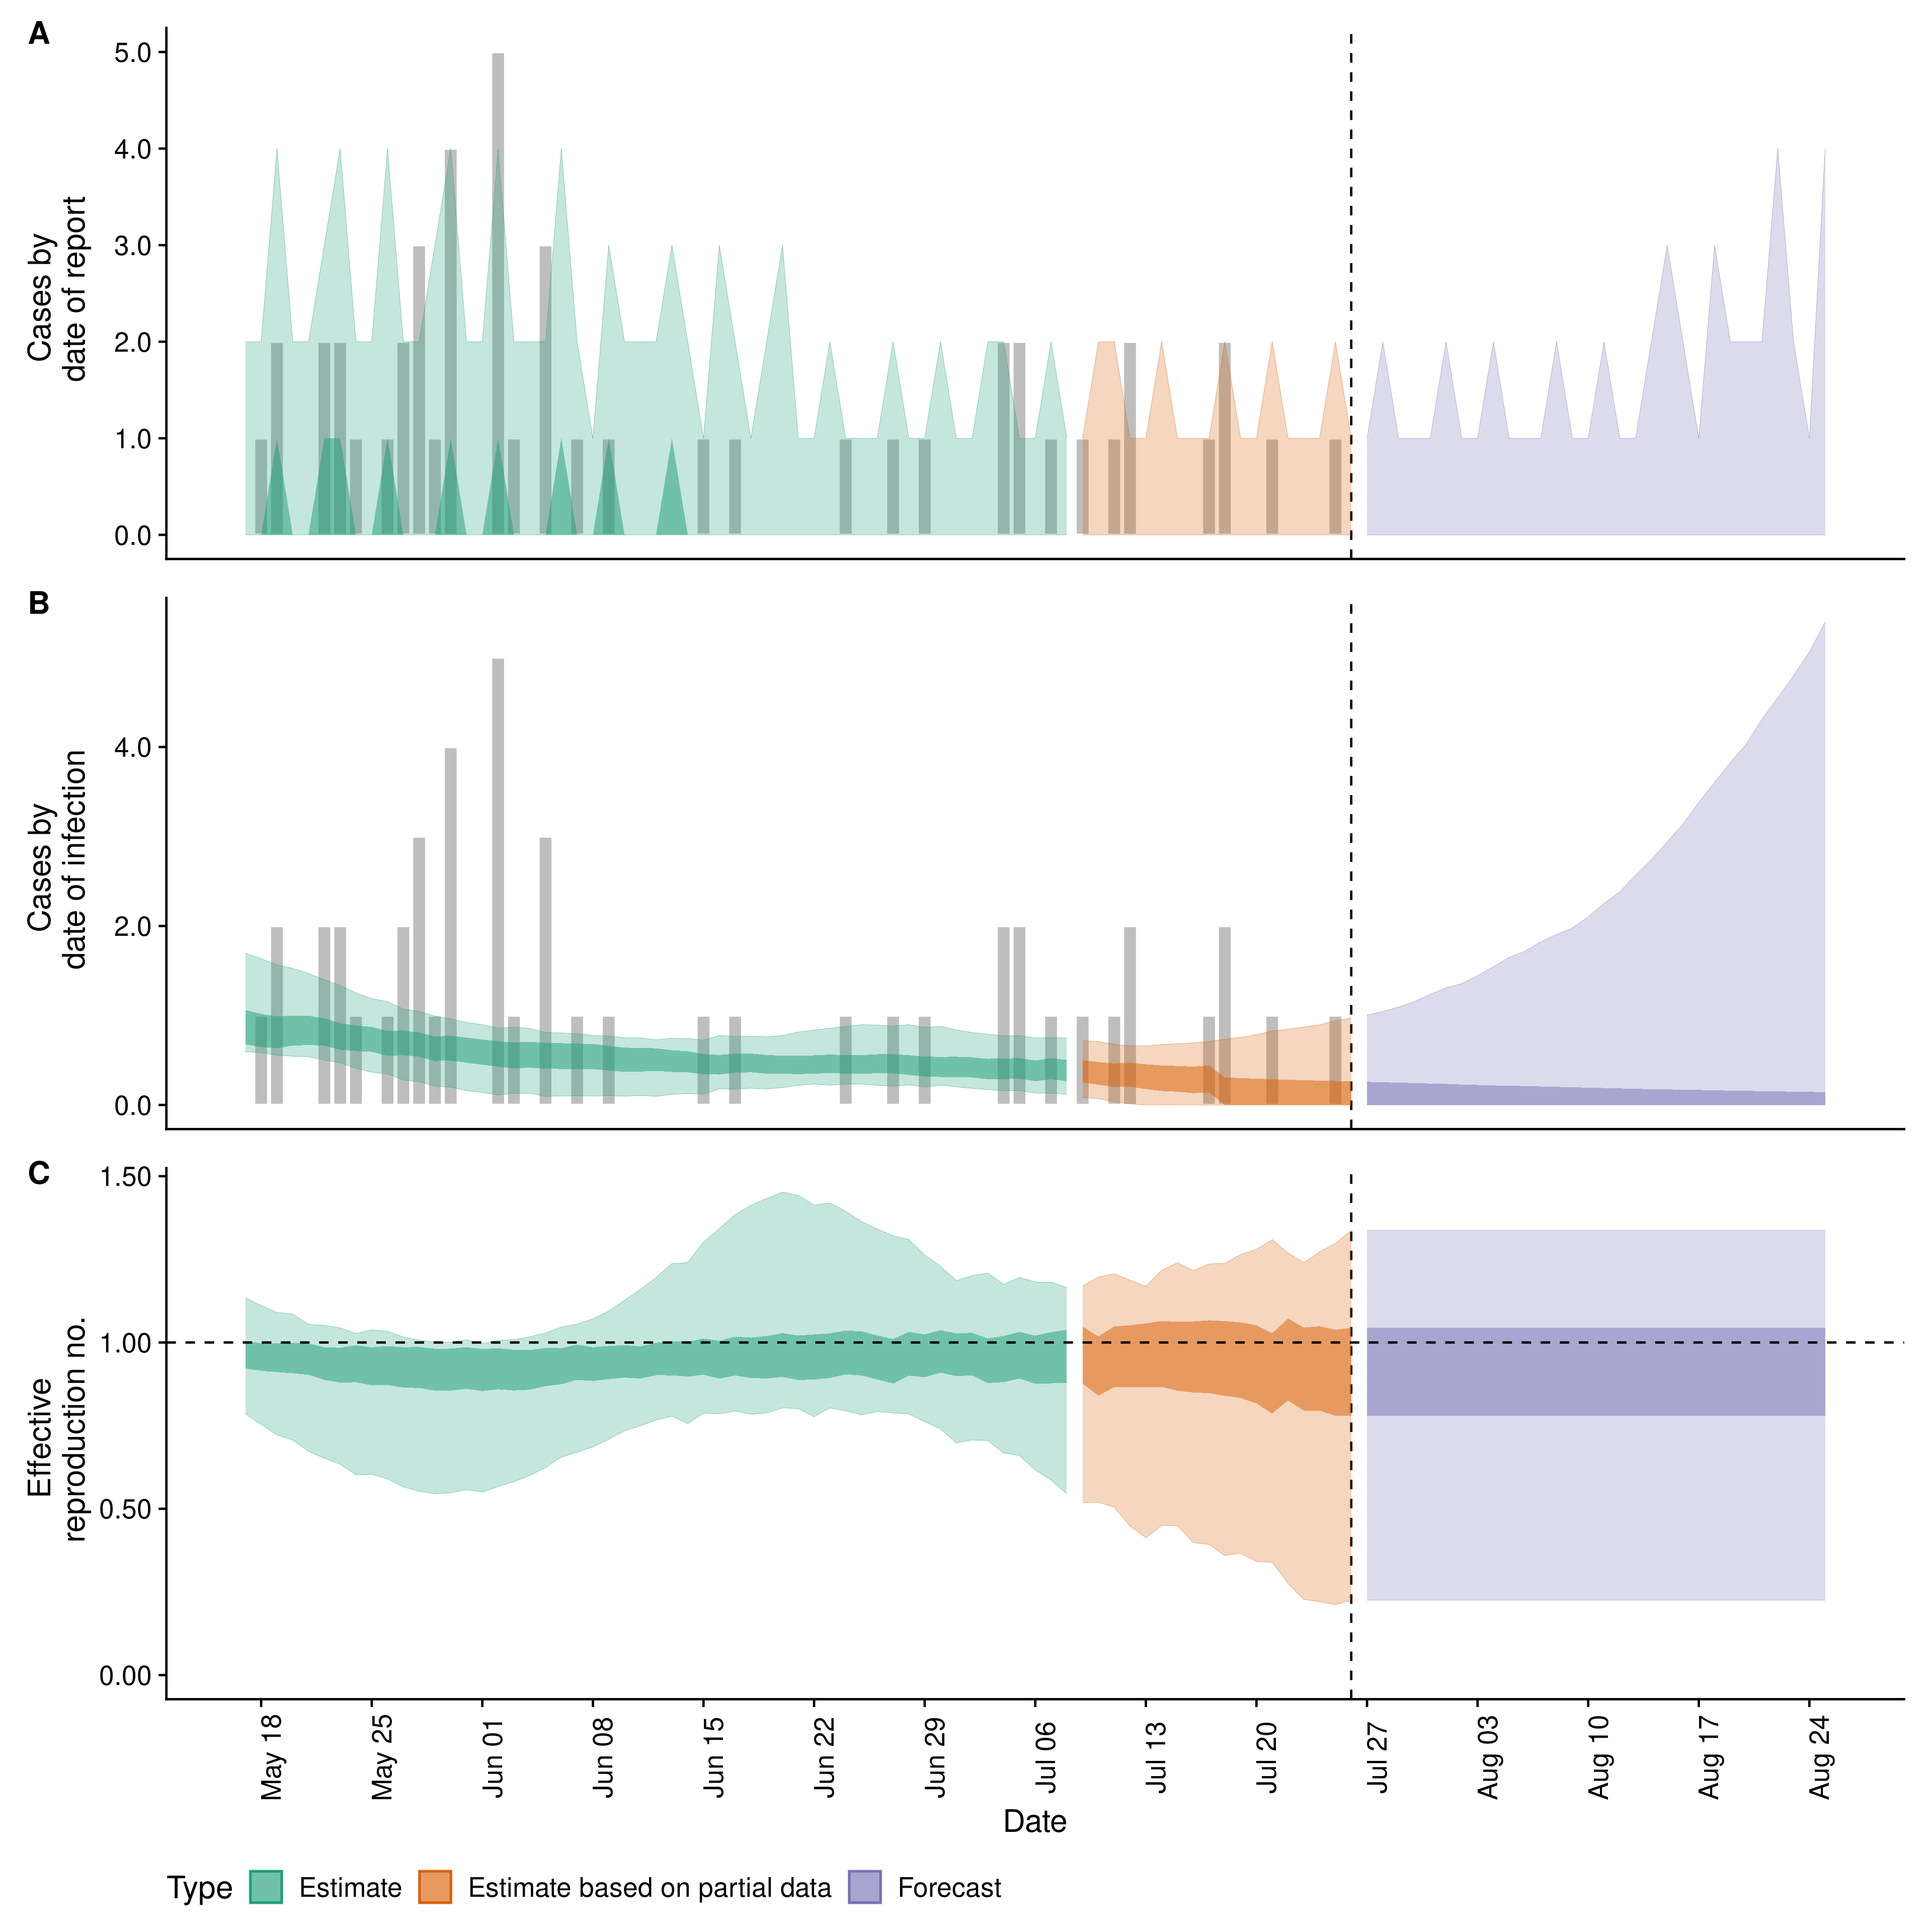 A
5.0
4.0
3.0
2.0
1.0
0.0
Cases by
date of report
B
4.0
2.0
0.0
Cases by
date of infection
C
1.50
1.00
0.50
0.00
Effective
reproduction no.
May 18
May 25
Jun 01
Jun 08
Jun 15
Jun 22
Jun 29
Jul 06
Jul 13
Jul 20
Jul 27
Aug 03
Aug 10
Aug 17
Aug 24
Date
Type Estimate Estimate based on partial data Forecast